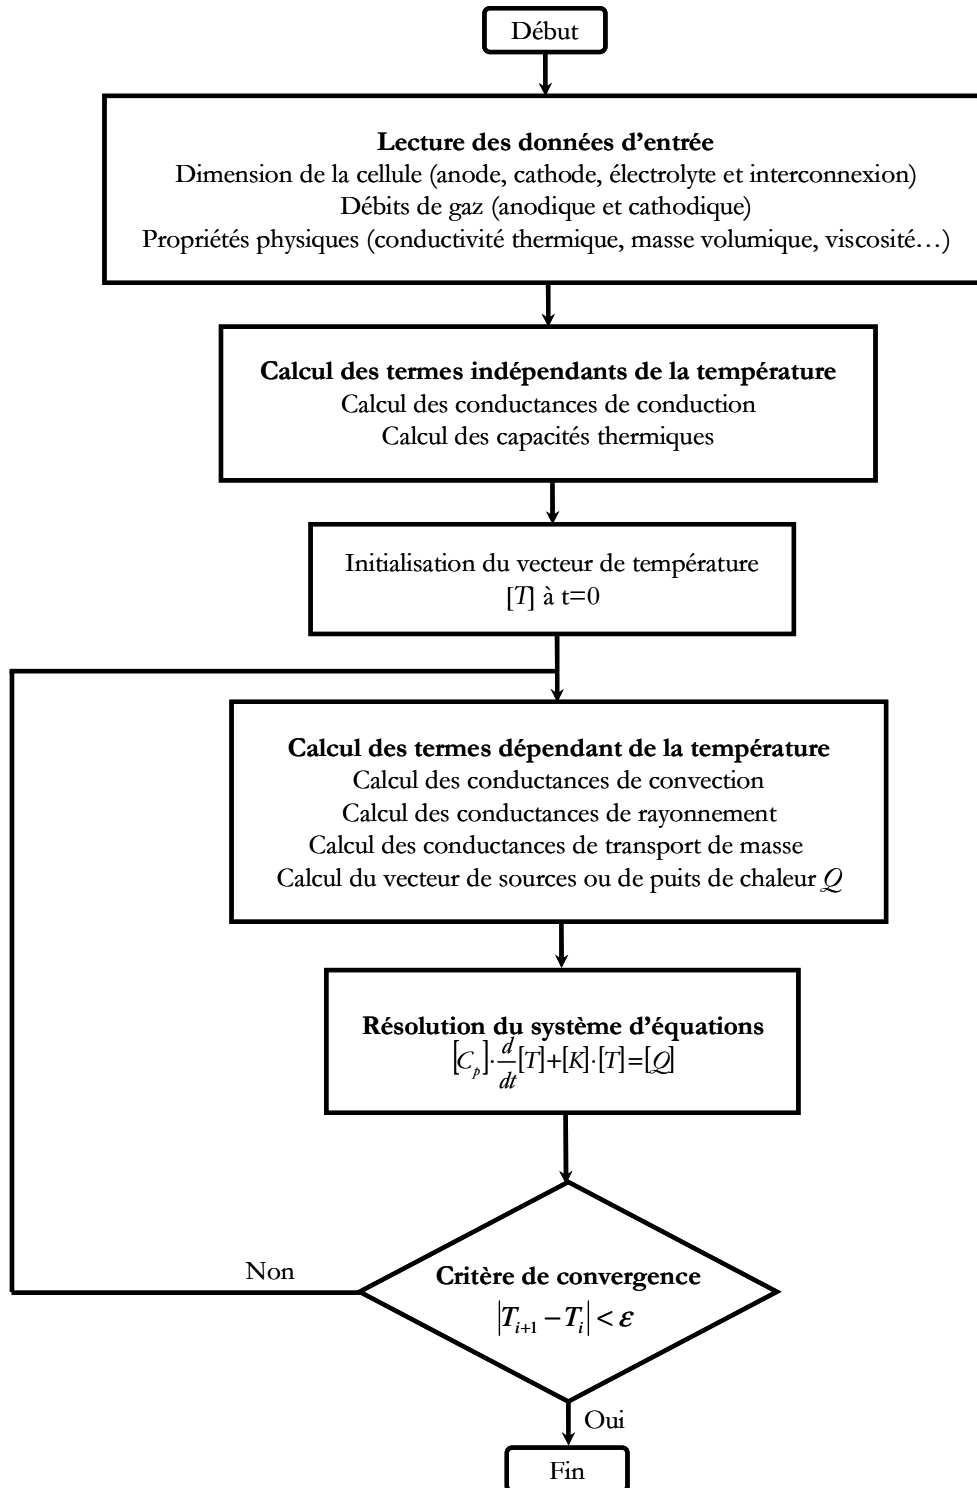 Début
Lecture des données d’entrée
Dimension de la cellule (anode, cathode, électrolyte et interconnexion)
Débits de gaz (anodique et cathodique)
Propriétés physiques (conductivité thermique, masse volumique, viscosité…)
Calcul des termes indépendants de la température
Calcul des conductances de conduction
Calcul des capacités thermiques
Initialisation du vecteur de température
[T] à t=0
Calcul des termes dépendant de la température
Calcul des conductances de convection
Calcul des conductances de rayonnement
Calcul des conductances de transport de masse
Calcul du vecteur de sources ou de puits de chaleur Q
Résolution du système d’équations
[C_p]·d/dt[T]+[K]·[T]=[Q]
Non
Critère de convergence
|T_{i+1} − T_i| < ε
Oui
Fin